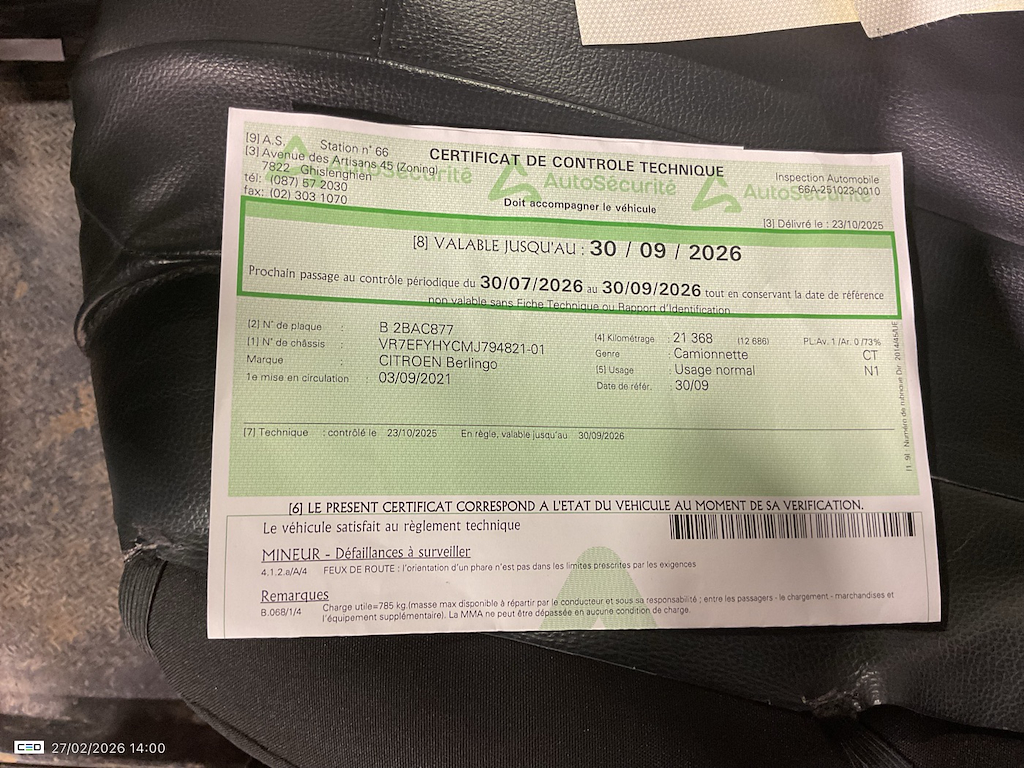 [9] A.S. Station n° 66
[3] Avenue des Artisans 45 (Zoning)
7822 Ghislenghien
tél: (087) 57 2030
fax: (02) 303 1070
CERTIFICAT DE CONTROLE TECHNIQUE
AutoSécurité AutoSécurité AutoSécurité
Doit accompagner le véhicule
Inspection Automobile
66A-251023-0010
[3] Délivré le : 23/10/2025
[8] VALABLE JUSQU'AU : 30 / 09 / 2026
Prochain passage au contrôle périodique du 30/07/2026 au 30/09/2026 tout en conservant la date de référence
non valable sans Fiche Technique ou Rapport d'Identification
[2] N° de plaque : B 2BAC877
[1] N° de châssis : VR7EFYHYCMJ794821-01
Marque : CITROEN Berlingo
1e mise en circulation : 03/09/2021
[4] Kilométrage : 21 368 (12 686) PL:Av. 1 /Ar. 0 /73%
Genre : Camionnette CT
[5] Usage : Usage normal N1
Date de référ. : 30/09
[7] Technique : contrôlé le 23/10/2025 En règle, valable jusqu'au 30/09/2026
[1..9] : Numéro de rubrique Dir. 2014/45/UE
[6] LE PRESENT CERTIFICAT CORRESPOND A L'ETAT DU VEHICULE AU MOMENT DE SA VERIFICATION.
Le véhicule satisfait au règlement technique
MINEUR - Défaillances à surveiller
4.1.2.a/A/4 FEUX DE ROUTE : l'orientation d'un phare n'est pas dans les limites prescrites par les exigences
Remarques
B.068/1/4 Charge utile=785 kg.(masse max disponible à répartir par le conducteur et sous sa responsabilité ; entre les passagers - le chargement - marchandises et
l'équipement supplémentaire). La MMA ne peut être dépassée en aucune condition de charge.
CEO 27/02/2026 14:00